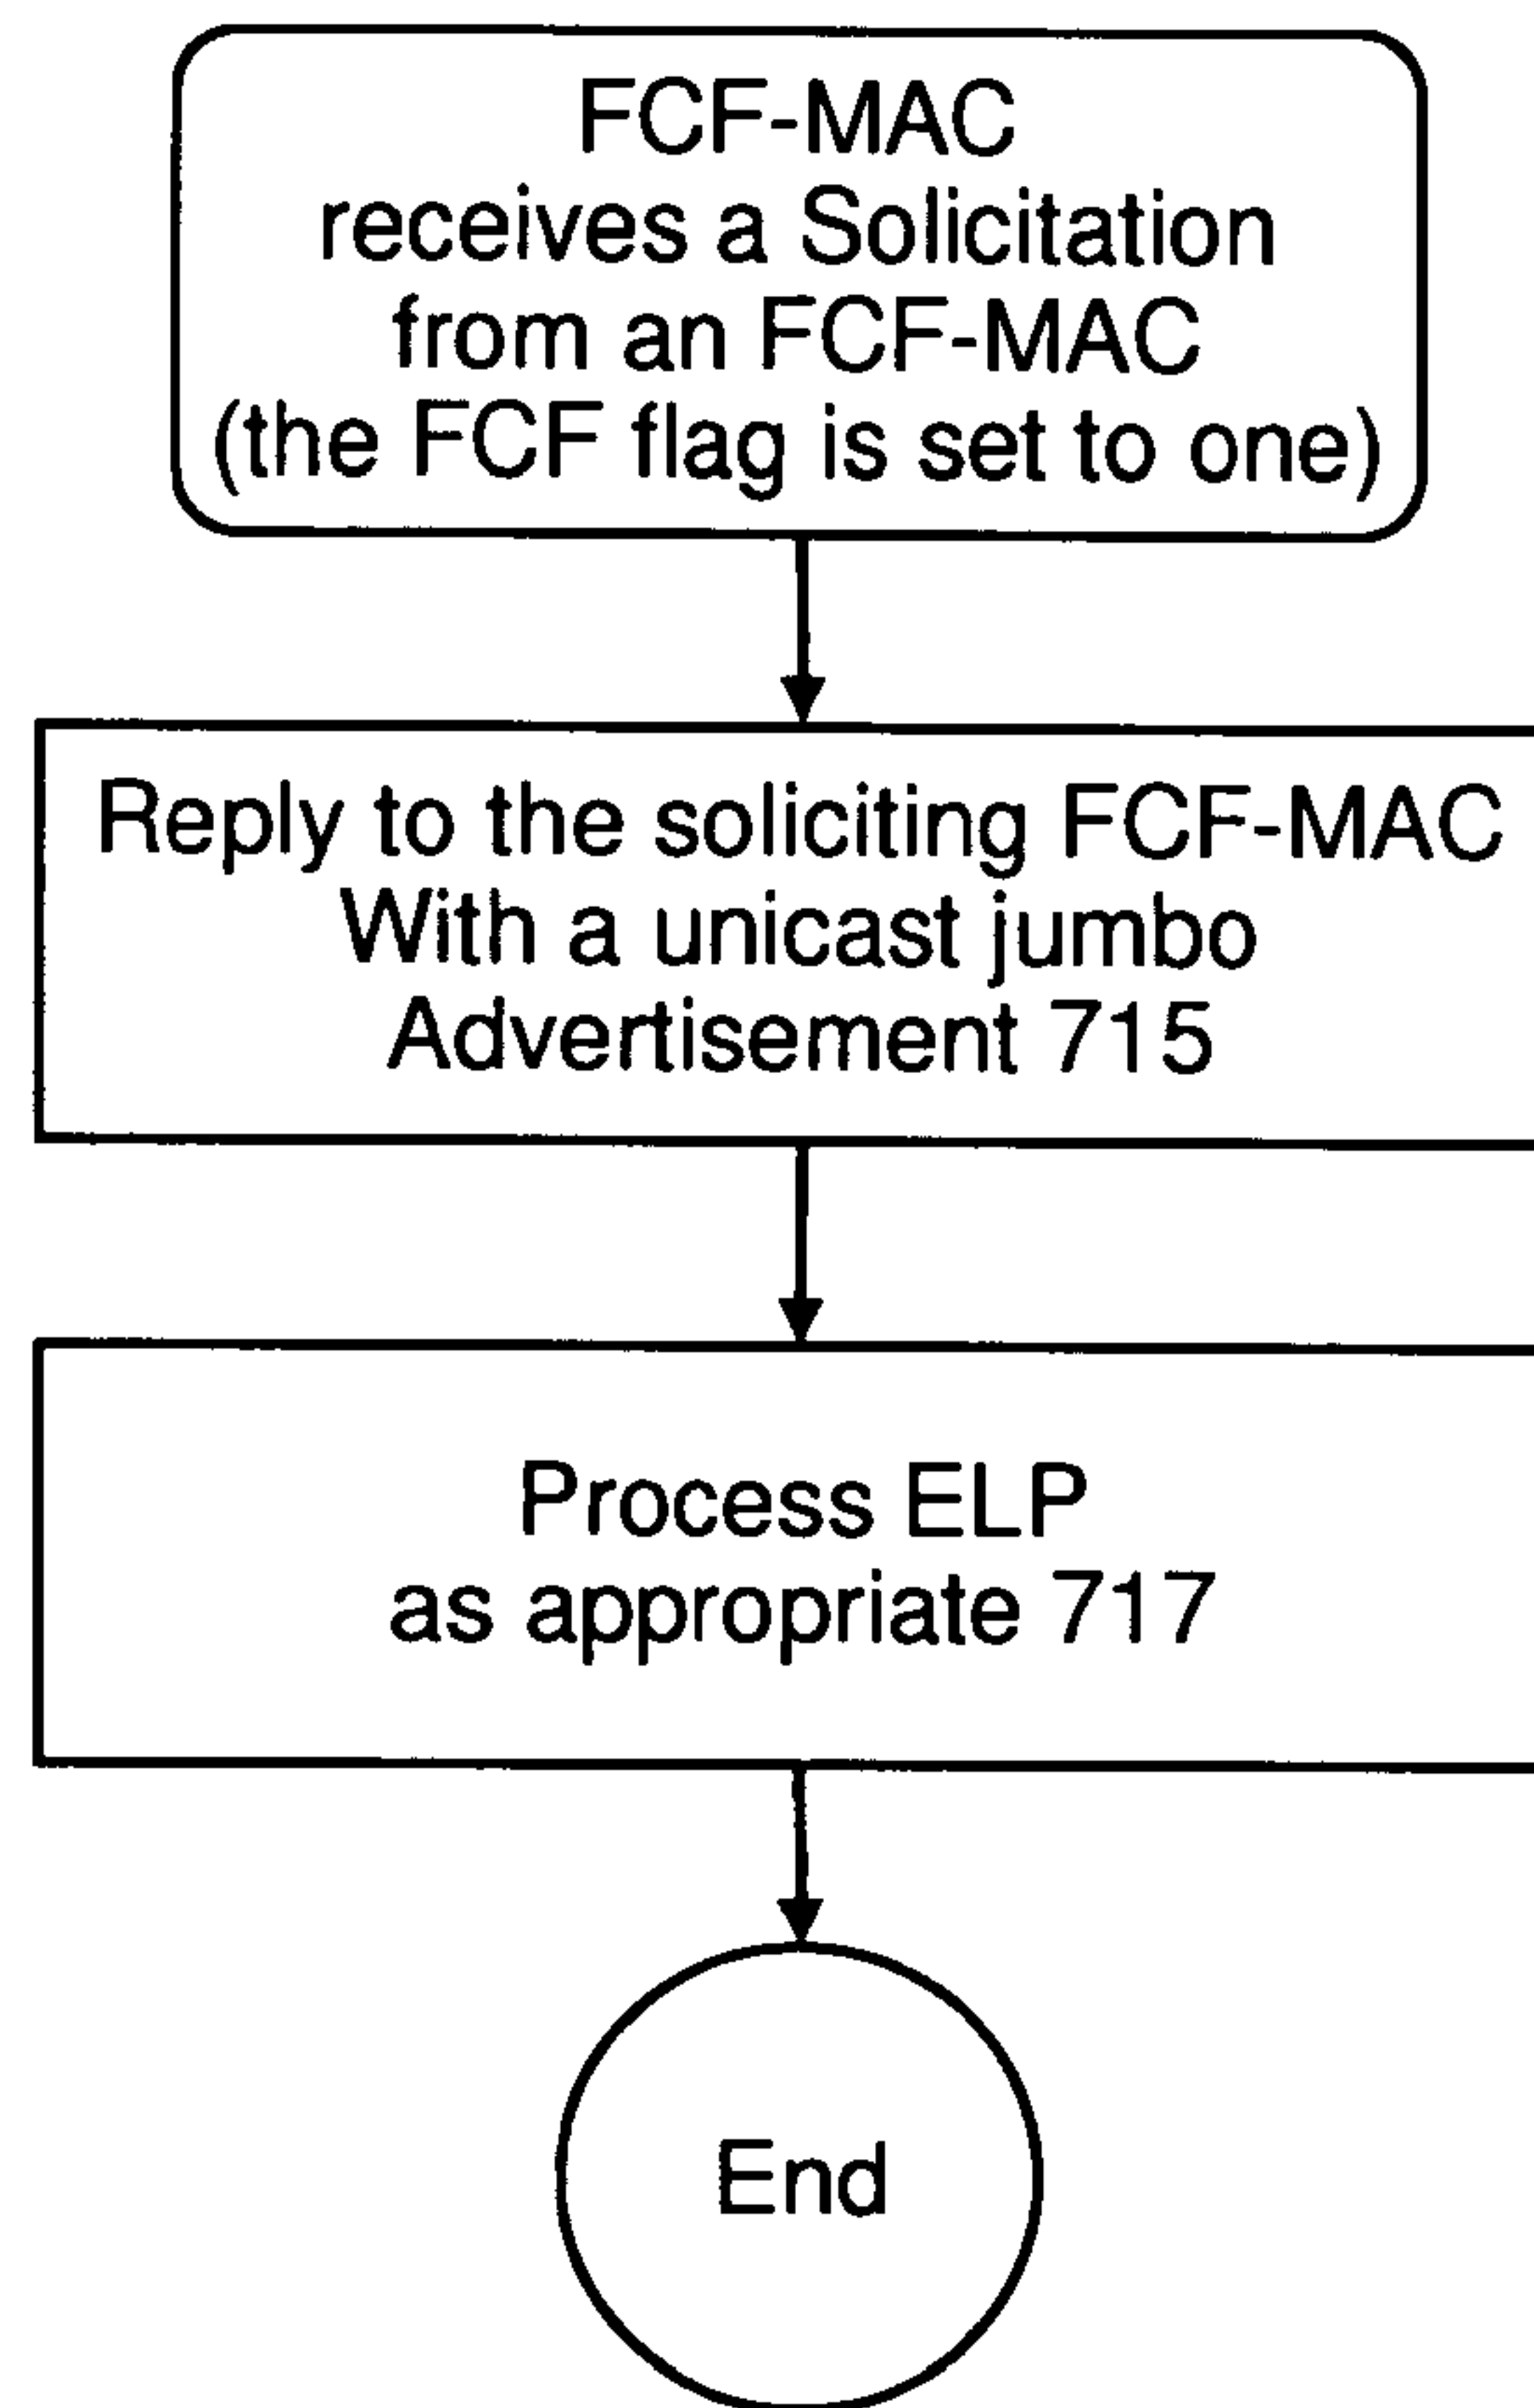 FCF-MAC
receives a Solicitation
from an FCF-MAC
(the FCF flag is set to one)
Reply to the soliciting FCF-MAC
With a unicast jumbo
Advertisement 715
Process ELP
as appropriate 717
End